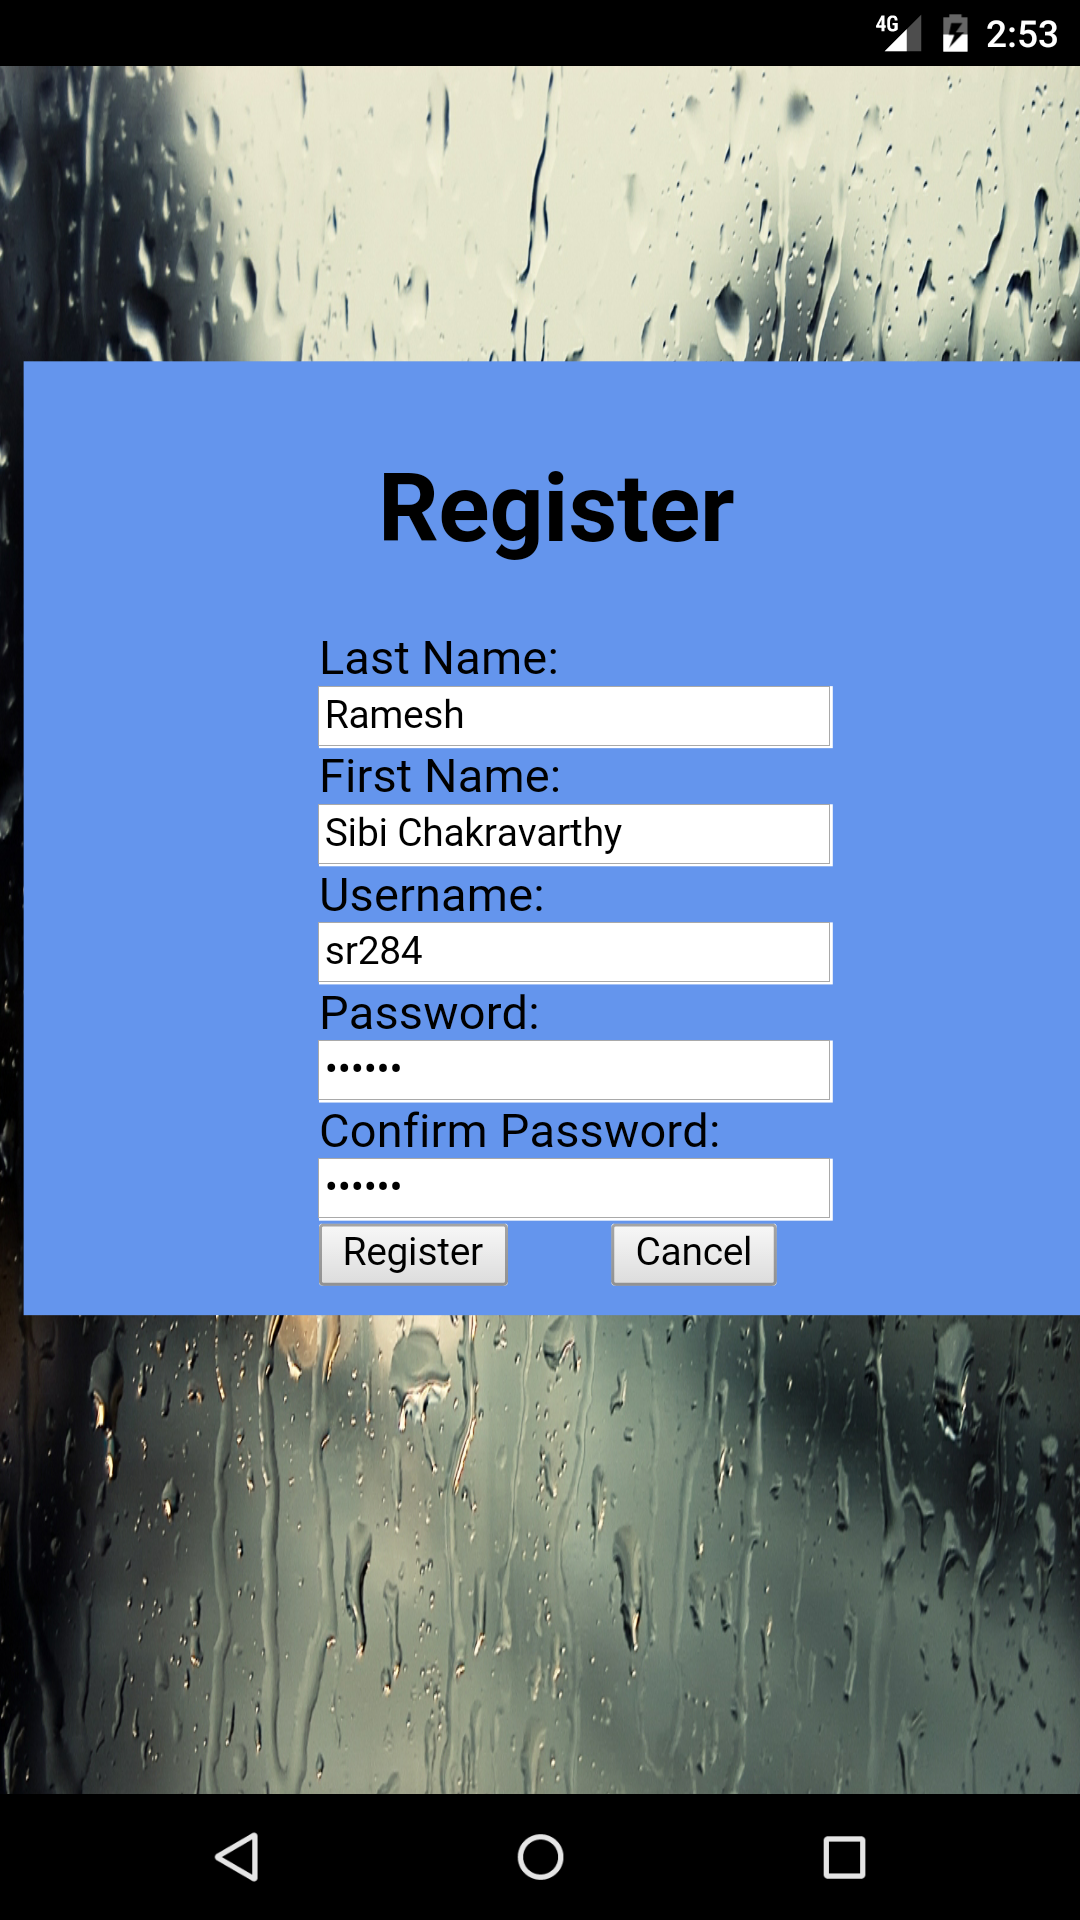 4G 2:53
Register
Last Name:
Ramesh
First Name:
Sibi Chakravarthy
Username:
sr284
Password:
••••••
Confirm Password:
••••••
Register Cancel